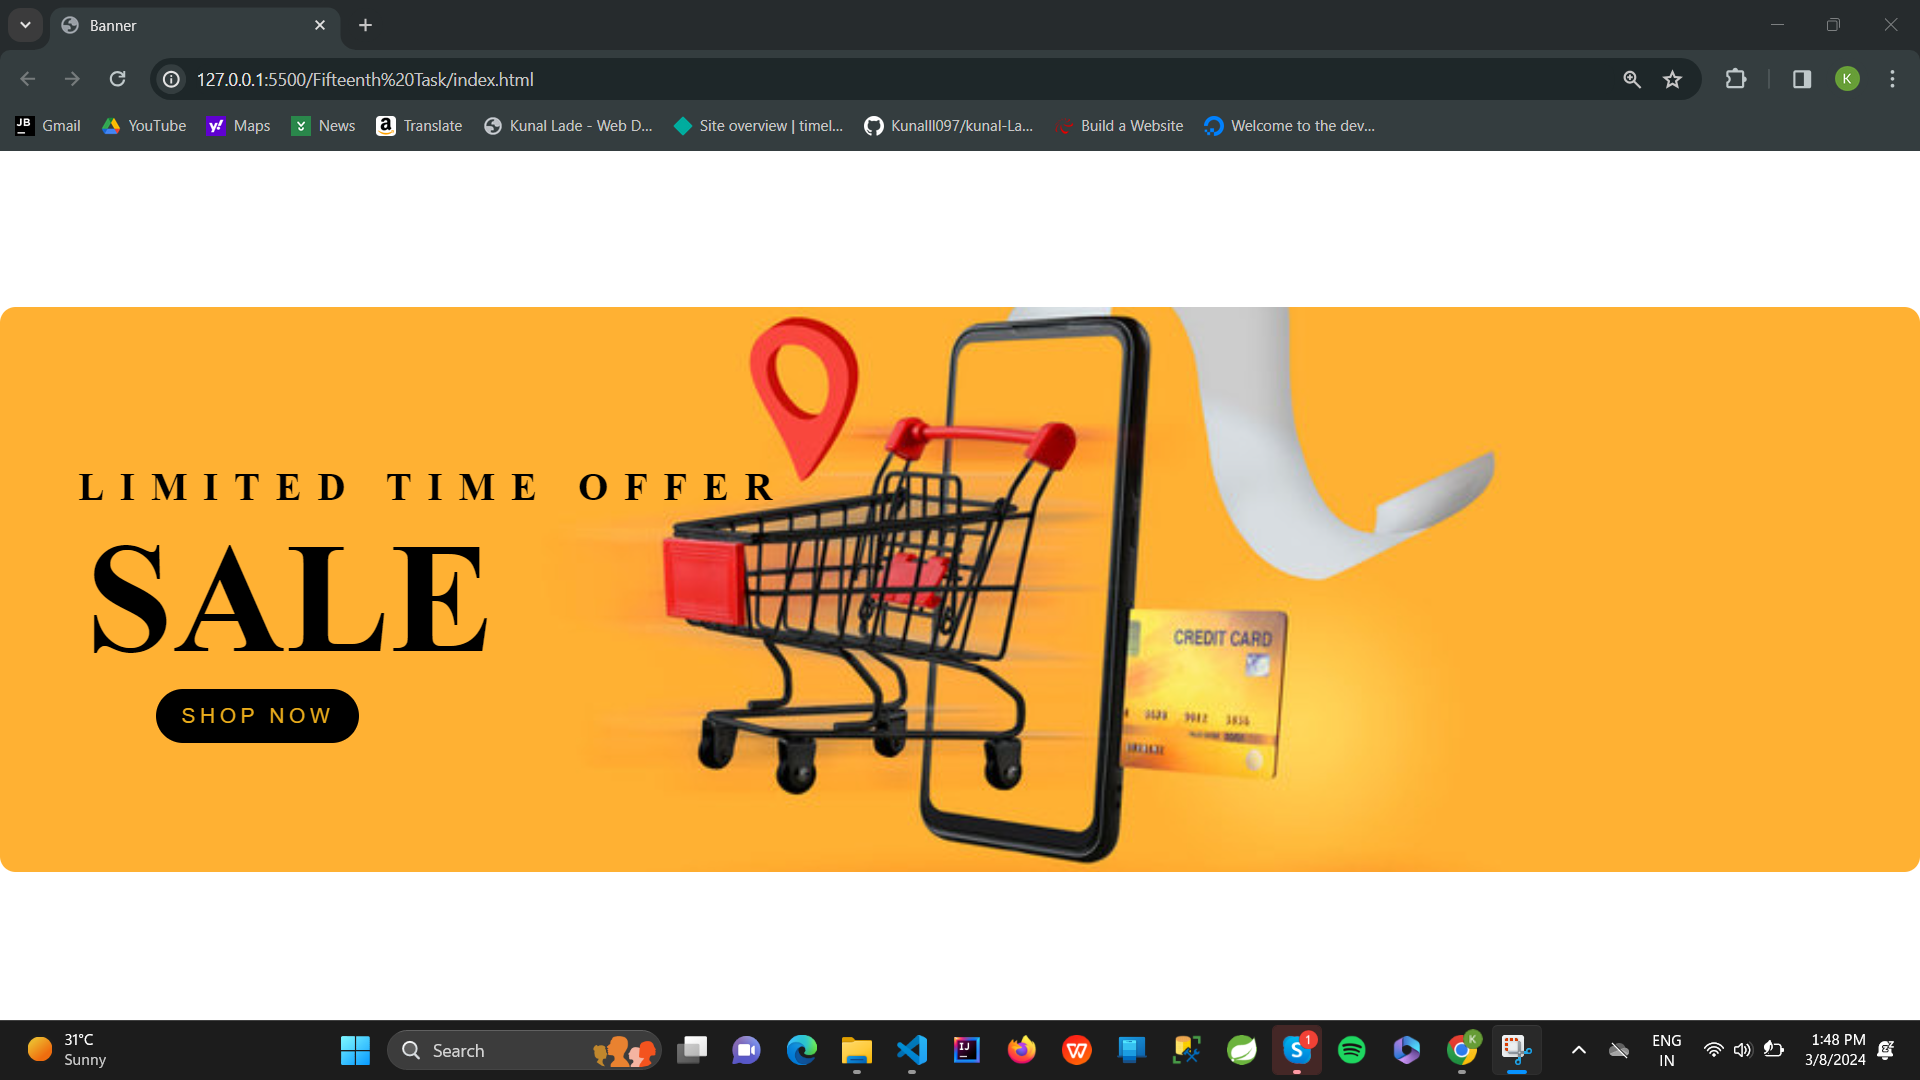 Banner
127.0.0.1:5500/Fifteenth%20Task/index.html
K
Gmail YouTube Maps News Translate Kunal Lade - Web D... Site overview | timel... Kunalll097/kunal-La... Build a Website Welcome to the dev...
LIMITED TIME OFFER
SALE
CREDIT CARD
SHOP NOW
31°C
Sunny
Search
1
K
ENG
IN
1:48 PM
3/8/2024